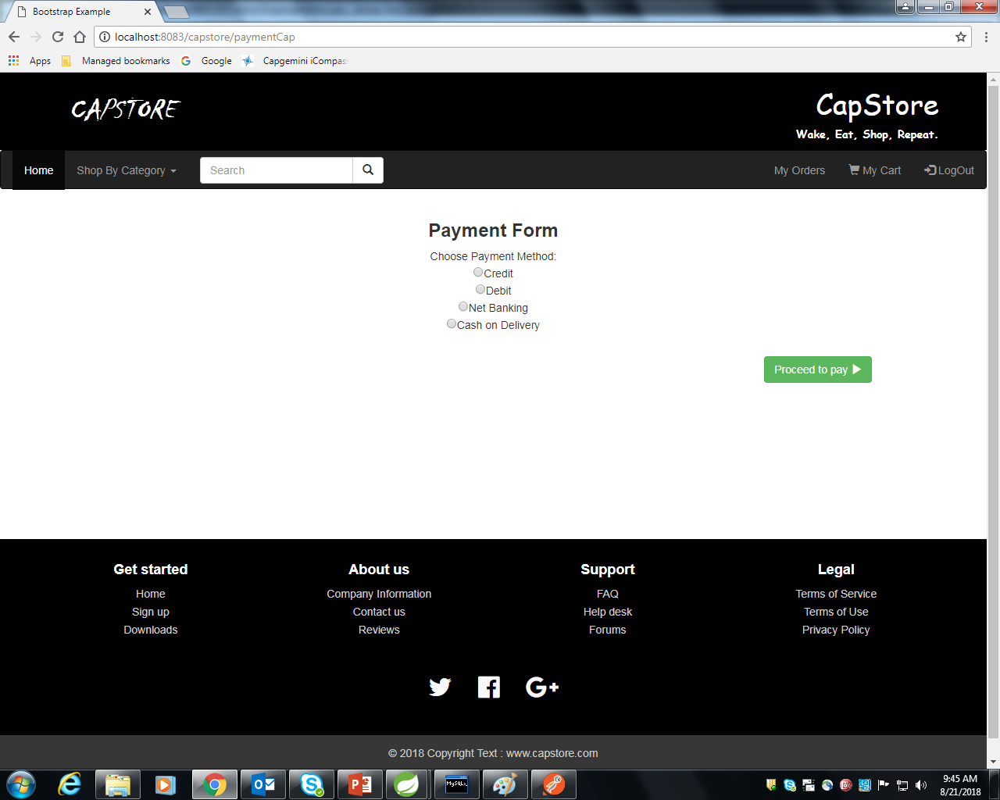 Bootstrap Example
localhost:8083/capstore/paymentCap
Apps Managed bookmarks Google Capgemini iCompas
CAPSTORE
CapStore
Wake, Eat, Shop, Repeat.
Home Shop By Category Search My Orders My Cart LogOut
Payment Form
Choose Payment Method:
Credit
Debit
Net Banking
Cash on Delivery
Proceed to pay
Get started About us Support Legal
Home Company Information FAQ Terms of Service
Sign up Contact us Help desk Terms of Use
Downloads Reviews Forums Privacy Policy
© 2018 Copyright Text : www.capstore.com
9:45 AM
8/21/2018